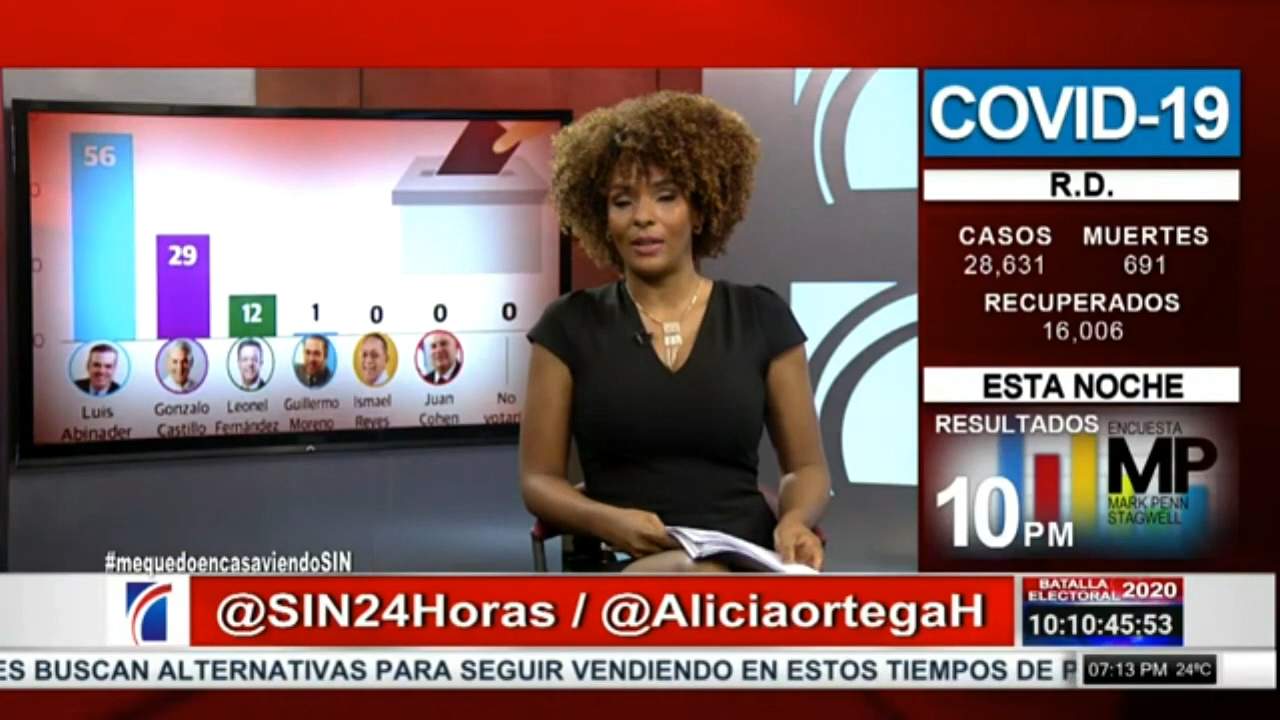 56
29
12
1
0
0
0
Luis
Abinader
Gonzalo
Castillo
Leonel
Fernández
Guillermo
Moreno
Ismael
Reyes
Juan
Cohen
No
votar
COVID-19
R.D.
CASOS MUERTES
28,631 691
RECUPERADOS
16,006
ESTA NOCHE
RESULTADOS
10PM
ENCUESTA
MP
MARK PENN
STAGWELL
#mequedoencasaviendoSIN
@SIN24Horas / @AliciaortegaH
BATALLA
ELECTORAL 2020
10:10:45:53
ES BUSCAN ALTERNATIVAS PARA SEGUIR VENDIENDO EN ESTOS TIEMPOS DE P
07:13 PM 24ºC